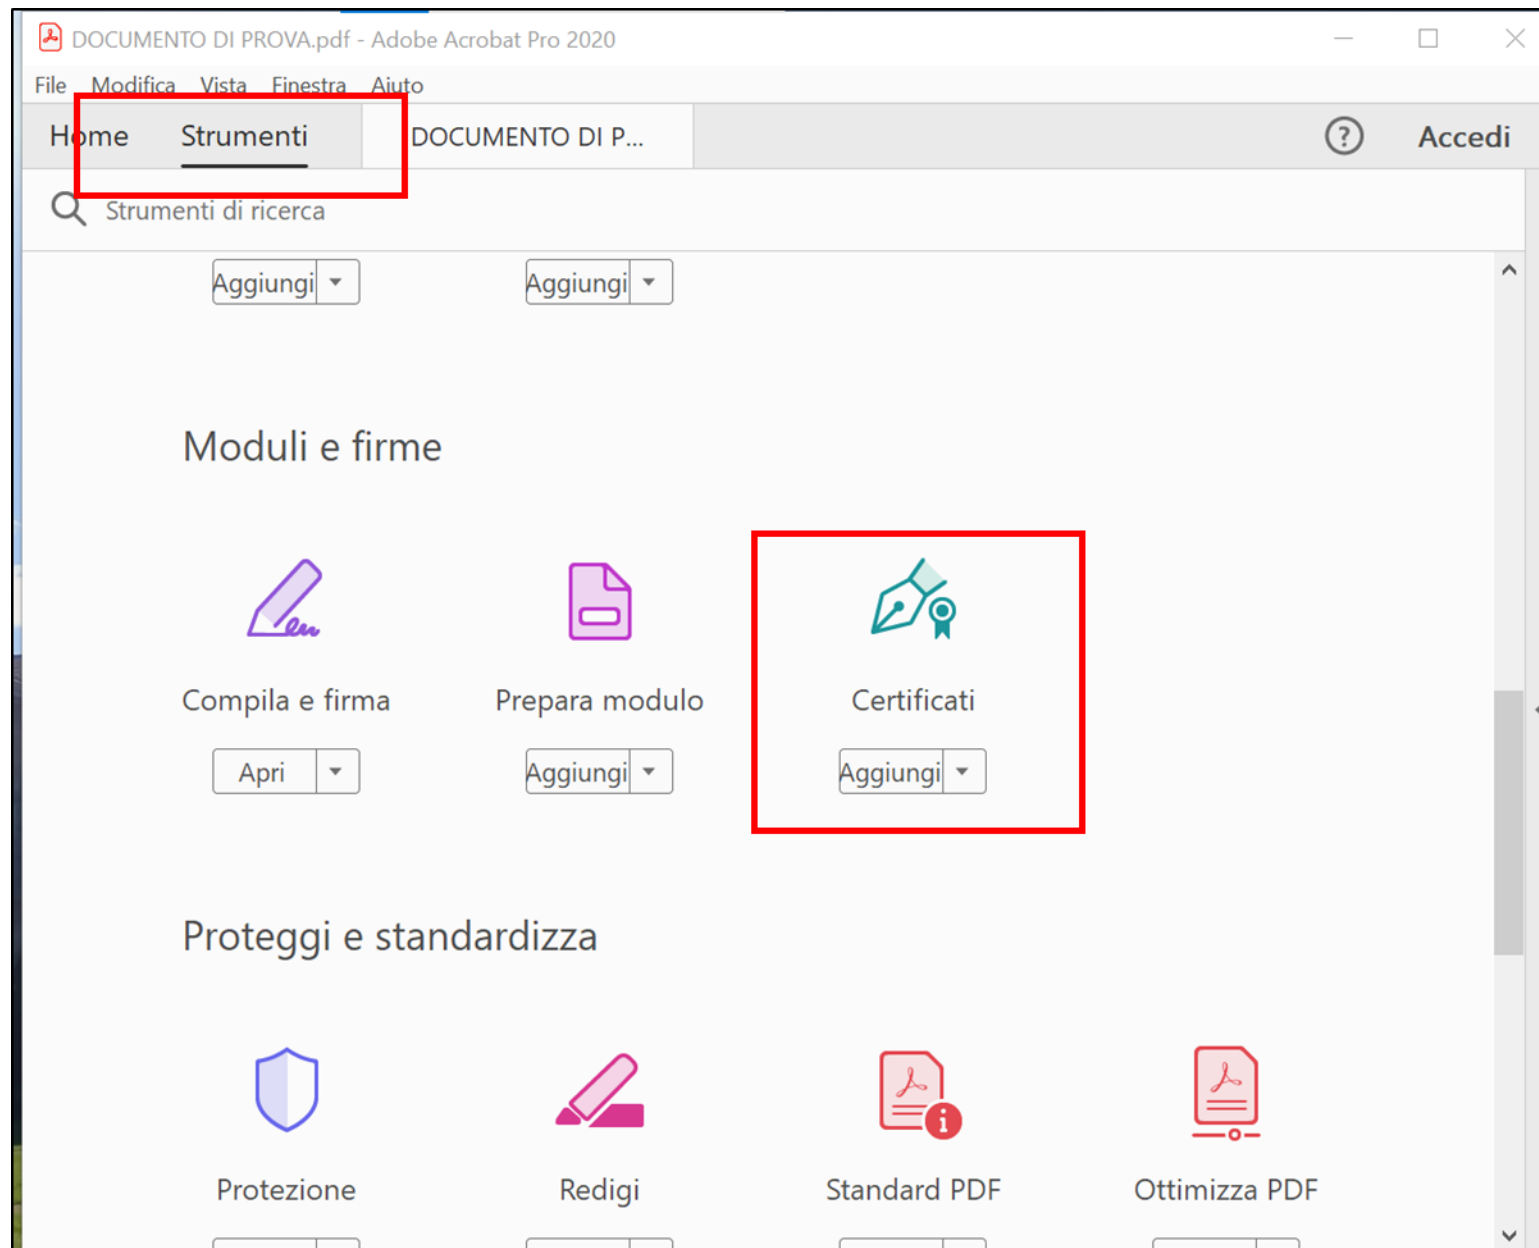 DOCUMENTO DI PROVA.pdf - Adobe Acrobat Pro 2020
File Modifica Vista Finestra Aiuto
Home Strumenti DOCUMENTO DI P... ? Accedi
Strumenti di ricerca
Aggiungi Aggiungi
Moduli e firme
Compila e firma Prepara modulo Certificati
Apri Aggiungi Aggiungi
Proteggi e standardizza
Protezione Redigi Standard PDF Ottimizza PDF